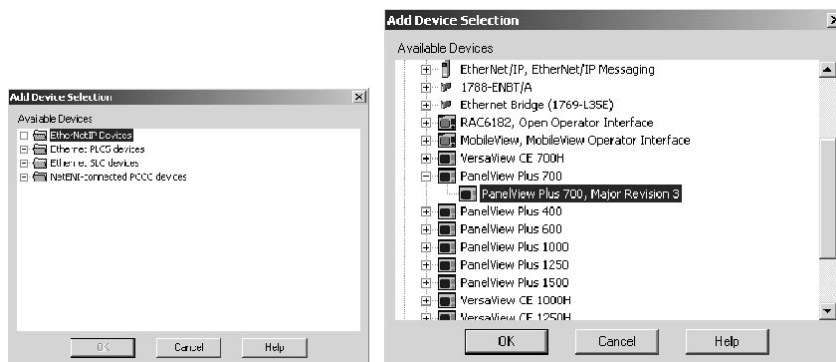 Add Device Selection
Available Devices
EtherNetIP Devices
Ethernet PLC5 devices
Ethernet SLC devices
NetENI-connected PCCC devices
OK
Cancel
Help
Add Device Selection
Available Devices
EtherNet/IP, EtherNet/IP Messaging
1788-ENBT/A
Ethernet Bridge (1769-L35E)
RAC6182, Open Operator Interface
MobileView, MobileView Operator Interface
VersaView CE 700H
PanelView Plus 700
PanelView Plus 700, Major Revision 3
PanelView Plus 400
PanelView Plus 600
PanelView Plus 1000
PanelView Plus 1250
PanelView Plus 1500
VersaView CE 1000H
VersaView CE 1250H
OK
Cancel
Help